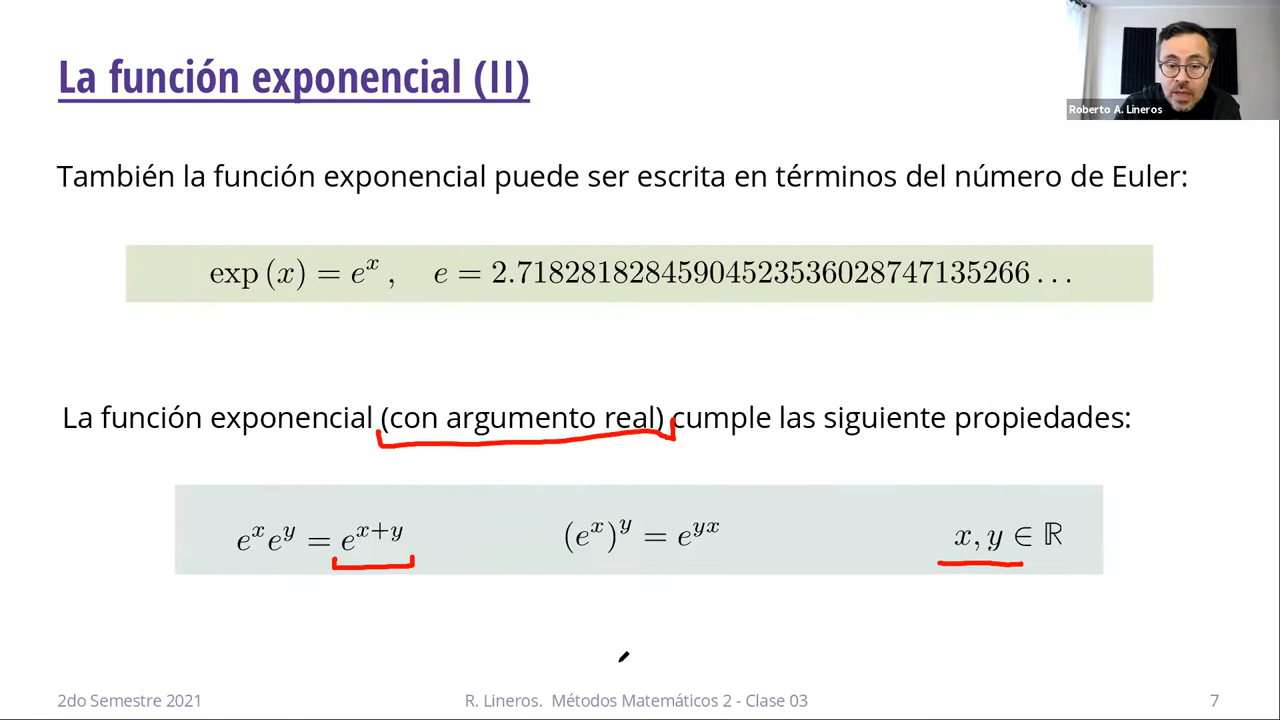 La función exponencial (II)
Roberto A. Lineros
También la función exponencial puede ser escrita en términos del número de Euler:
exp (x) = e^x ,    e = 2.7182818284590452353602874713​5266 . . .
La función exponencial (con argumento real) cumple las siguiente propiedades:
e^x e^y = e^{x+y}    (e^x)^y = e^{yx}    x, y ∈ ℝ
2do Semestre 2021    R. Lineros.  Métodos Matemáticos 2 - Clase 03    7